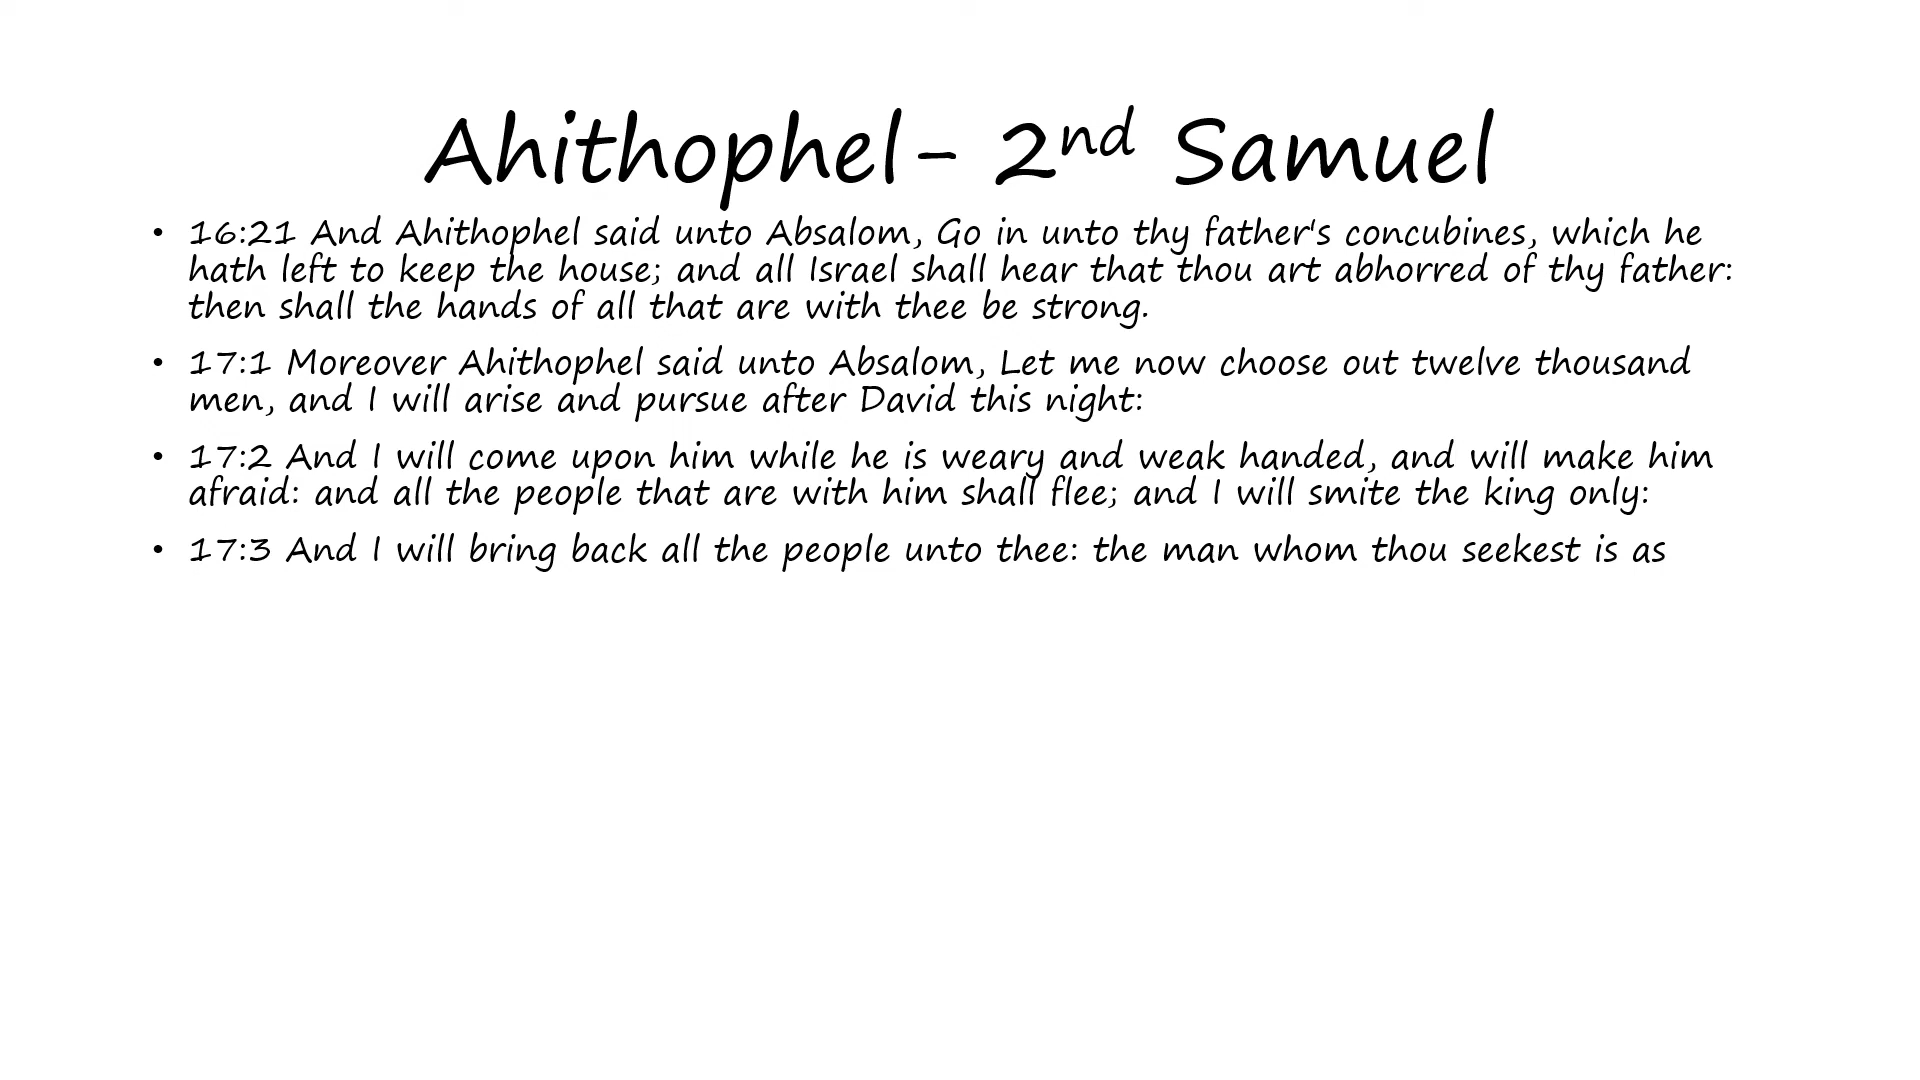 Ahithophel- 2nd Samuel
• 16:21 And Ahithophel said unto Absalom, Go in unto thy father's concubines, which he
hath left to keep the house; and all Israel shall hear that thou art abhorred of thy father:
then shall the hands of all that are with thee be strong.
• 17:1 Moreover Ahithophel said unto Absalom, Let me now choose out twelve thousand
men, and I will arise and pursue after David this night:
• 17:2 And I will come upon him while he is weary and weak handed, and will make him
afraid: and all the people that are with him shall flee; and I will smite the king only:
• 17:3 And I will bring back all the people unto thee: the man whom thou seekest is as